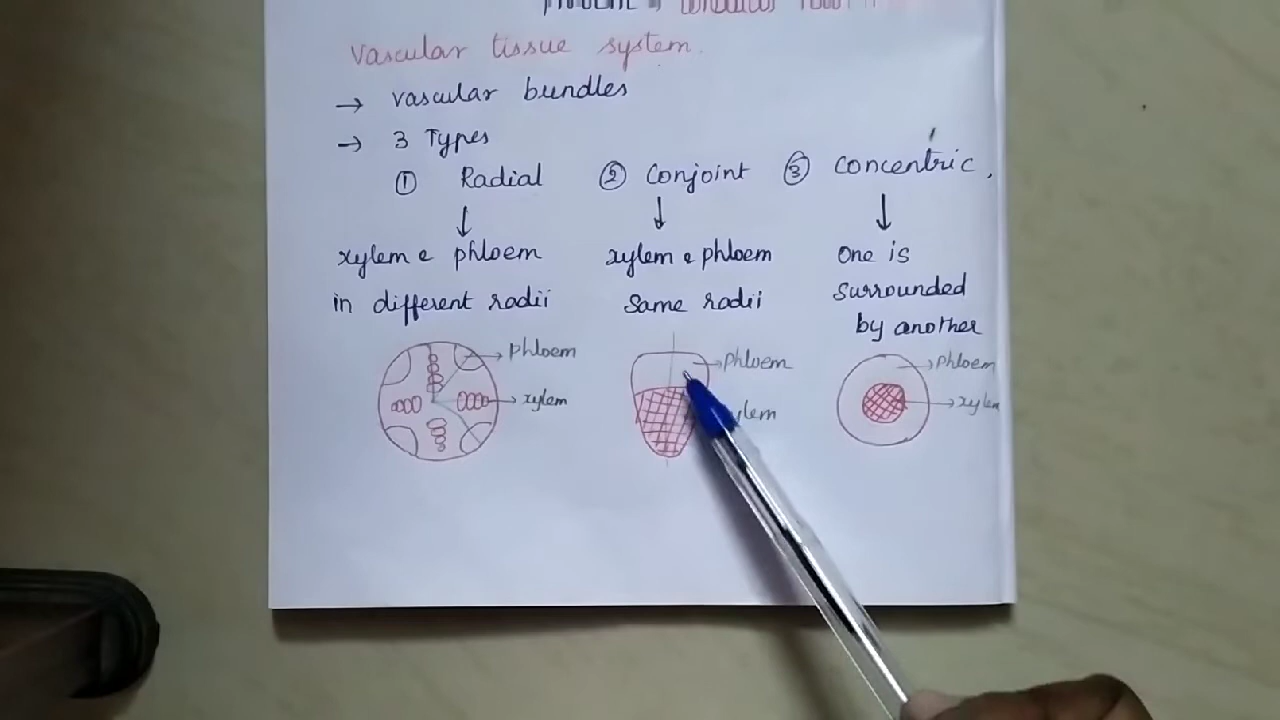 vascular tissue system.
→ vascular bundles
→ 3 Types
① Radial ② Conjoint ③ Concentric.
xylem e phloem xylem e phloem One is
in different radii same radii surrounded
by another
phloem phloem phloem
xylem ylem xylem